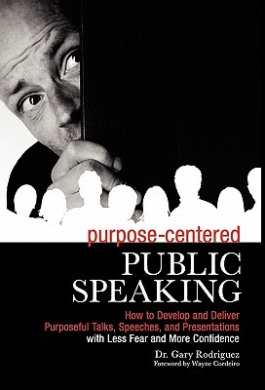 purpose-centered
PUBLIC
SPEAKING
How to Develop and Deliver
Purposeful Talks, Speeches, and Presentations
with Less Fear and More Confidence
Dr. Gary Rodriguez
Foreword by Wayne Cordeiro